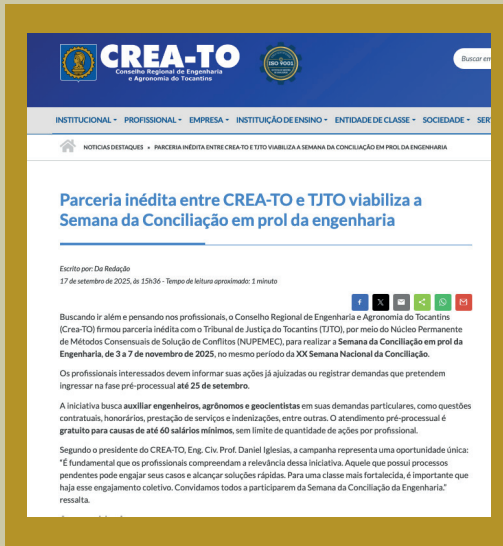 CREA-TO
Conselho Regional de Engenharia
e Agronomia do Tocantins
ISO 9001
Buscar em
INSTITUCIONAL PROFISSIONAL EMPRESA INSTITUIÇÃO DE ENSINO ENTIDADE DE CLASSE SOCIEDADE SER
NOTICIAS DESTAQUES » PARCERIA INÉDITA ENTRE CREA-TO E TJTO VIABILIZA A SEMANA DA CONCILIAÇÃO EM PROL DA ENGENHARIA
Parceria inédita entre CREA-TO e TJTO viabiliza a
Semana da Conciliação em prol da engenharia
Escrito por: Da Redação
17 de setembro de 2025, às 15h36 - Tempo de leitura aproximado: 1 minuto
Buscando ir além e pensando nos profissionais, o Conselho Regional de Engenharia e Agronomia do Tocantins
(Crea-TO) firmou parceria inédita com o Tribunal de Justiça do Tocantins (TJTO), por meio do Núcleo Permanente
de Métodos Consensuais de Solução de Conflitos (NUPEMEC), para realizar a Semana da Conciliação em prol da
Engenharia, de 3 a 7 de novembro de 2025, no mesmo período da XX Semana Nacional da Conciliação.
Os profissionais interessados devem informar suas ações já ajuizadas ou registrar demandas que pretendem
ingressar na fase pré-processual até 25 de setembro.
A iniciativa busca auxiliar engenheiros, agrônomos e geocientistas em suas demandas particulares, como questões
contratuais, honorários, prestação de serviços e indenizações, entre outras. O atendimento pré-processual é
gratuito para causas de até 60 salários mínimos, sem limite de quantidade de ações por profissional.
Segundo o presidente do CREA-TO, Eng. Civ. Prof. Daniel Iglesias, a campanha representa uma oportunidade única:
"É fundamental que os profissionais compreendam a relevância dessa iniciativa. Aquele que possui processos
pendentes pode engajar seus casos e alcançar soluções rápidas. Para uma classe mais fortalecida, é importante que
haja esse engajamento coletivo. Convidamos todos a participarem da Semana da Conciliação da Engenharia."
ressalta.